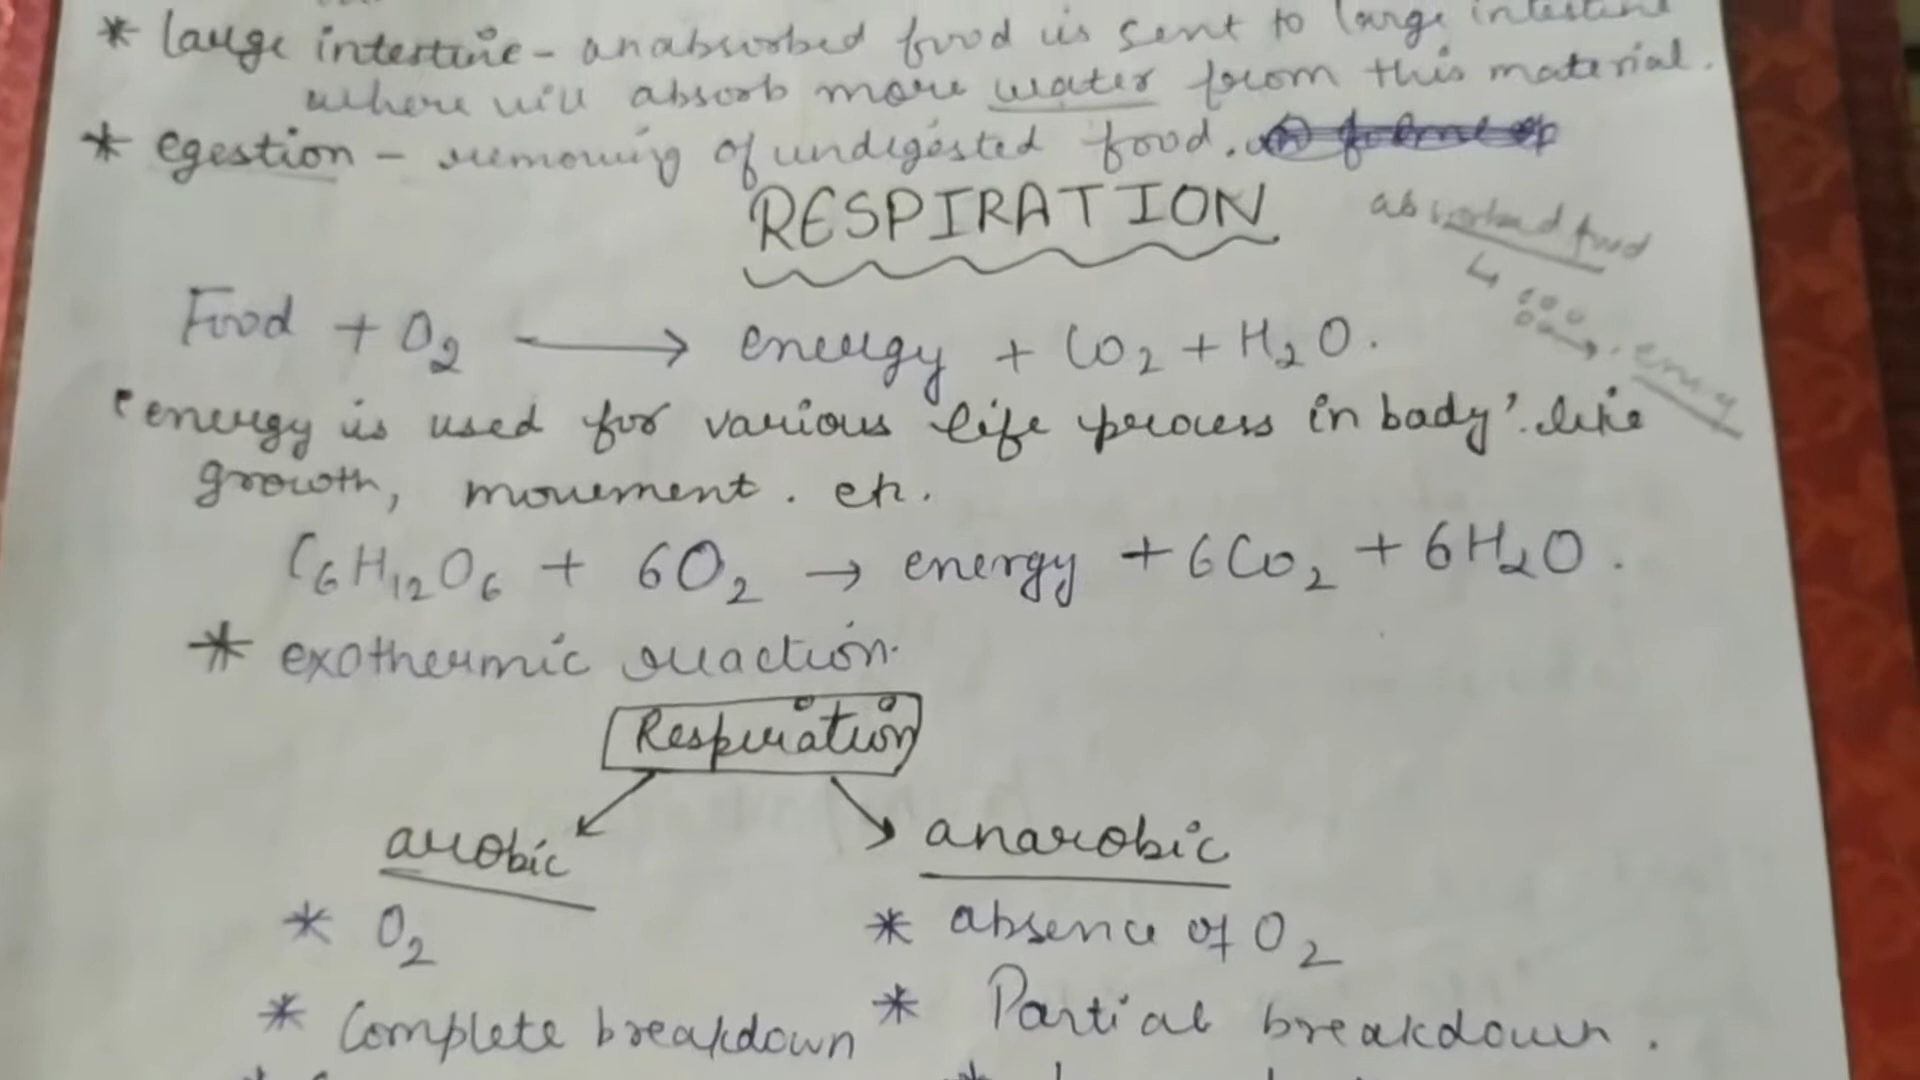 * large intestine - anabsorbed food is sent to large intestine
where will absorb more water from this material.
* egestion - removing of undigested food.
RESPIRATION
absorbed food
Food + O2 → energy + CO2 + H2O.
'energy is used for various life process in bady'. like
growth, movement. etc.
C6H12O6 + 6O2 → energy + 6CO2 + 6H2O.
* exothermic reaction.
Respiration
arobic
anarobic
* O2
* absence of O2
* Complete breakdown
* Partial breakdown.